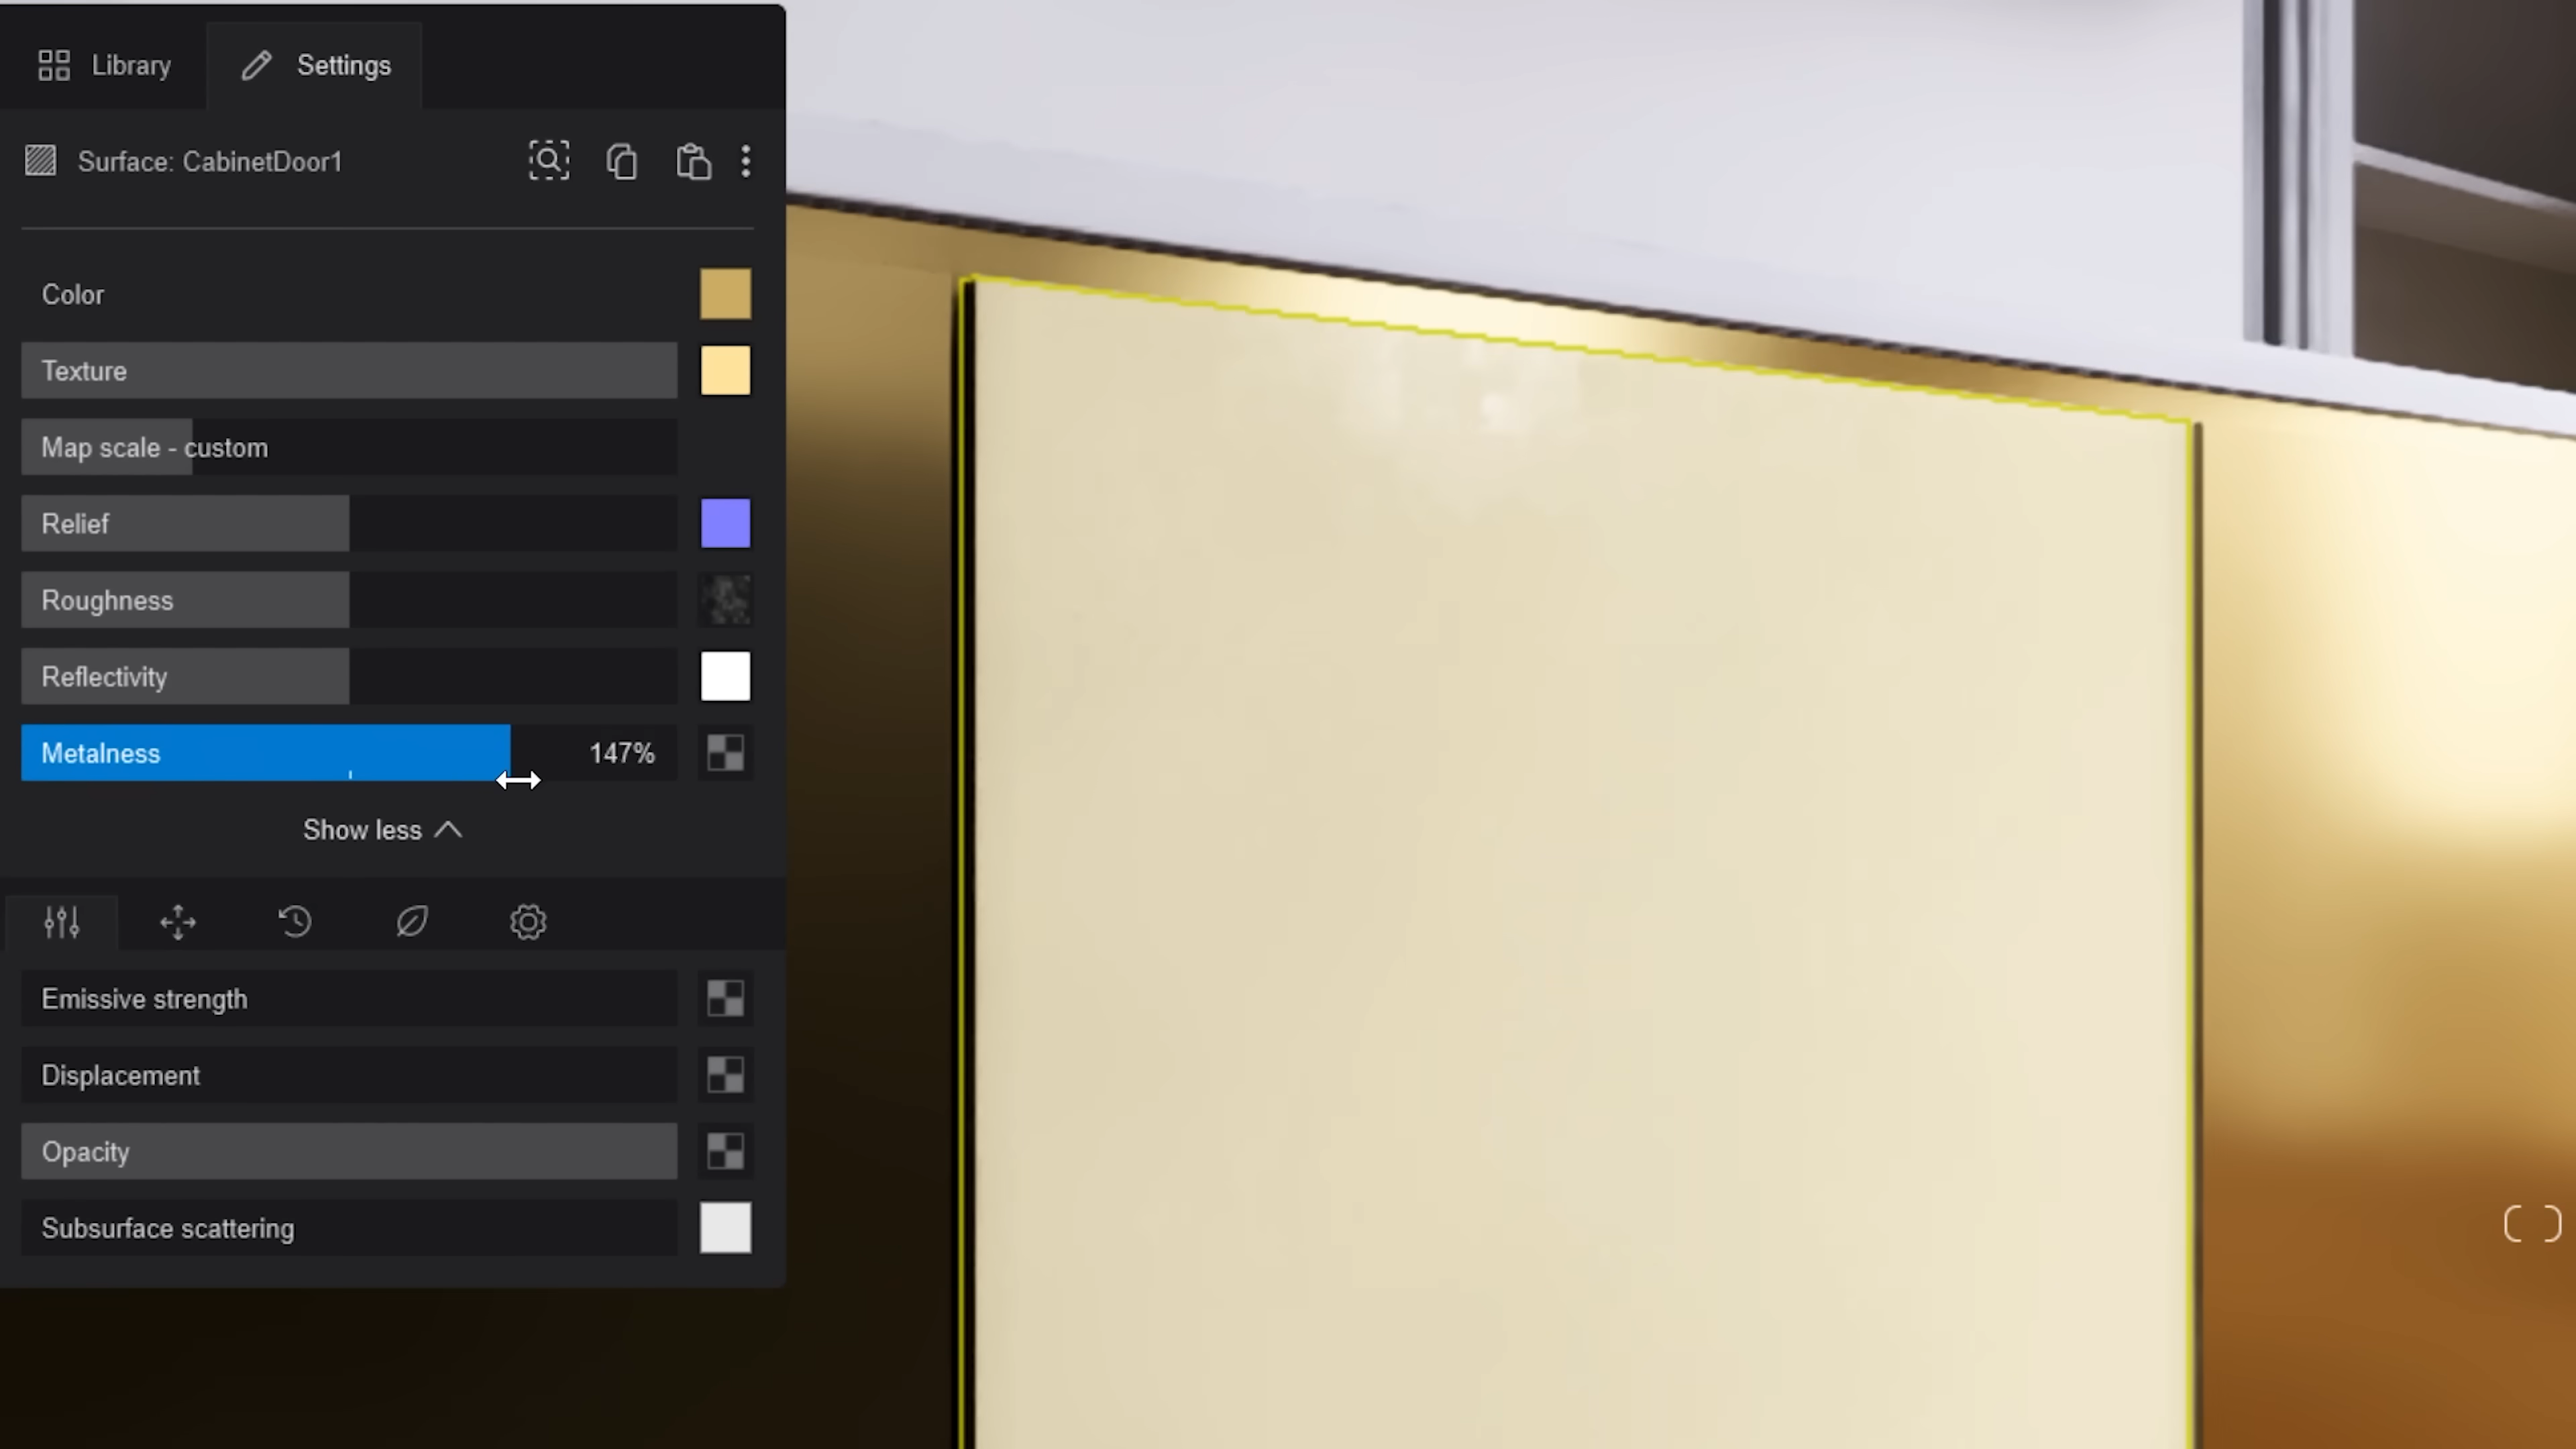 Library
Settings
Surface: CabinetDoor1
Color
Texture
Map scale - custom
Relief
Roughness
Reflectivity
Metalness 147%
Show less
Emissive strength
Displacement
Opacity
Subsurface scattering